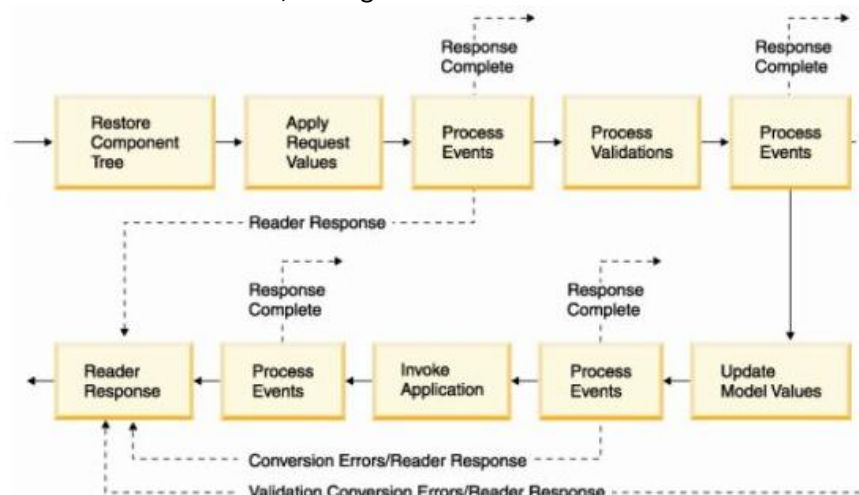 Response
Complete
Response
Complete
Restore
Component
Tree
Apply
Request
Values
Process
Events
Process
Validations
Process
Events
Reader Response
Response
Complete
Response
Complete
Reader
Response
Process
Events
Invoke
Application
Process
Events
Update
Model Values
Conversion Errors/Reader Response
Validation Conversion Errors/Reader Response